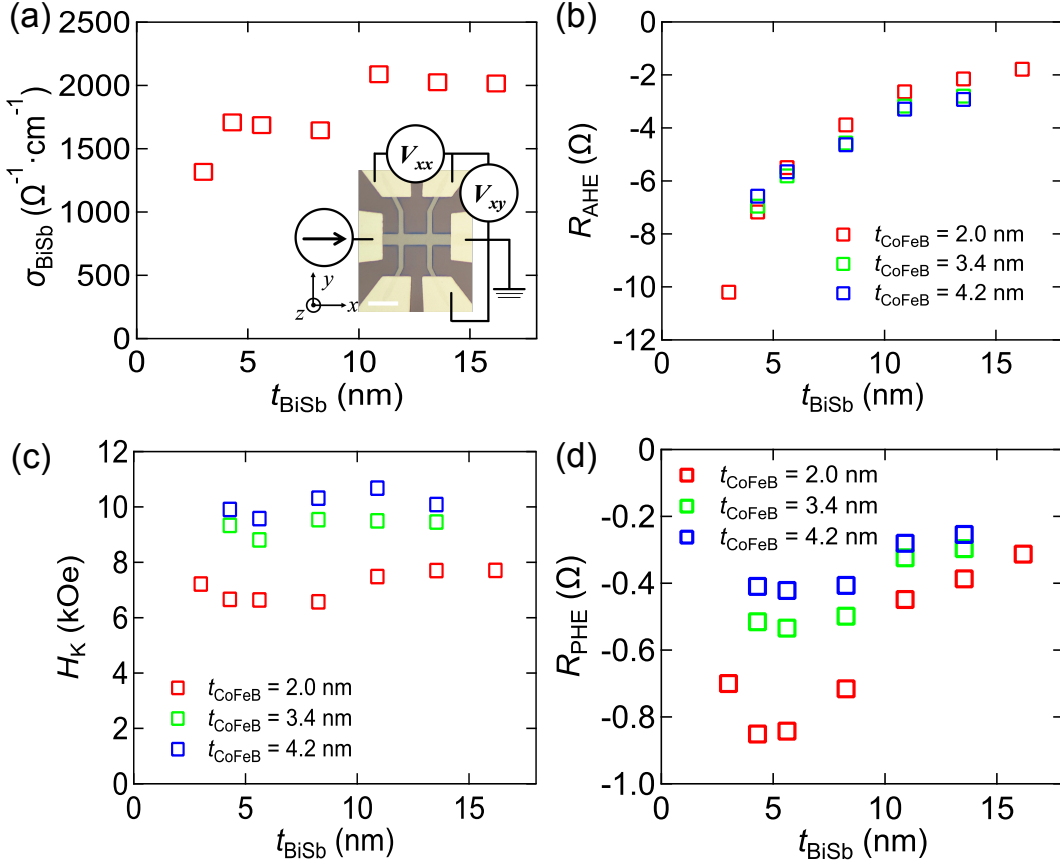 (a)
2500
2000
1500
1000
500
0
σBiSb (Ω⁻¹·cm⁻¹)
Vxx
Vxy
y
z
x
0 5 10 15
tBiSb (nm)
(b)
0
-2
-4
-6
-8
-10
-12
RAHE (Ω)
tCoFeB = 2.0 nm
tCoFeB = 3.4 nm
tCoFeB = 4.2 nm
0 5 10 15
tBiSb (nm)
(c)
12
10
8
6
4
2
0
HK (kOe)
tCoFeB = 2.0 nm
tCoFeB = 3.4 nm
tCoFeB = 4.2 nm
0 5 10 15
tBiSb (nm)
(d)
0
-0.2
-0.4
-0.6
-0.8
-1.0
RPHE (Ω)
tCoFeB = 2.0 nm
tCoFeB = 3.4 nm
tCoFeB = 4.2 nm
0 5 10 15
tBiSb (nm)